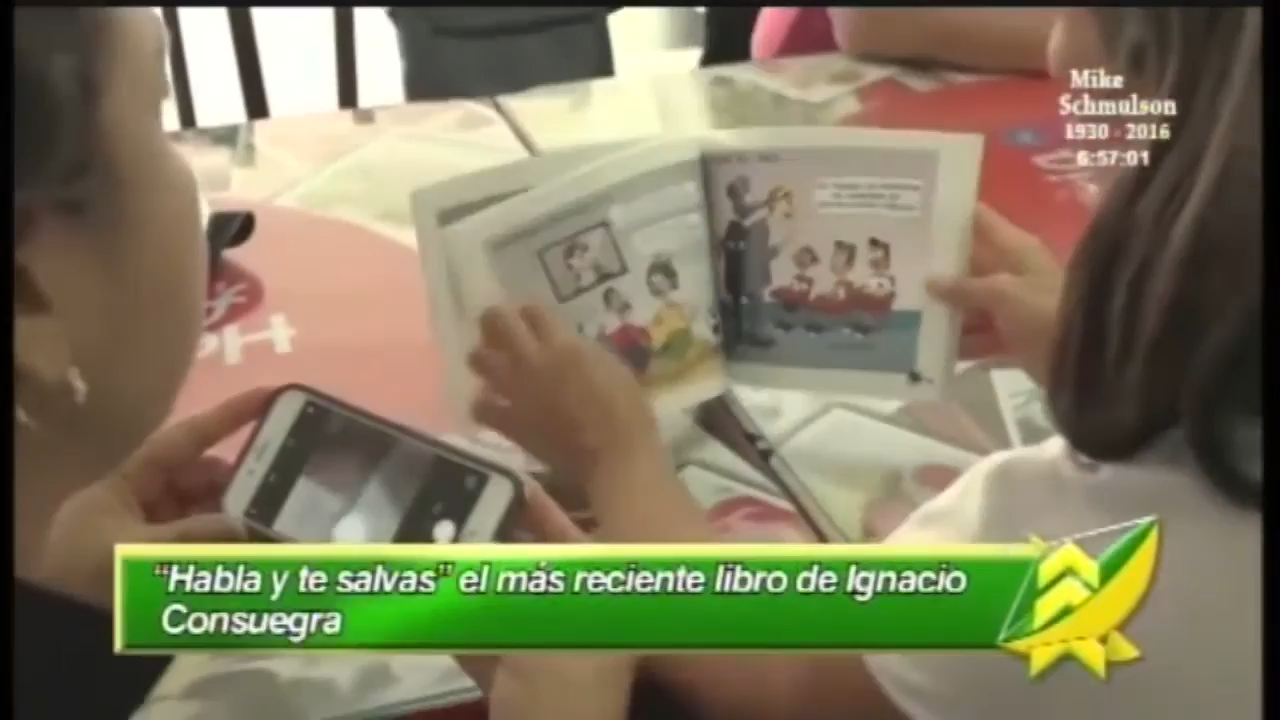 Mike
Schmulson
1930 - 2016
6:57:01
"Habla y te salvas" el más reciente libro de Ignacio
Consuegra